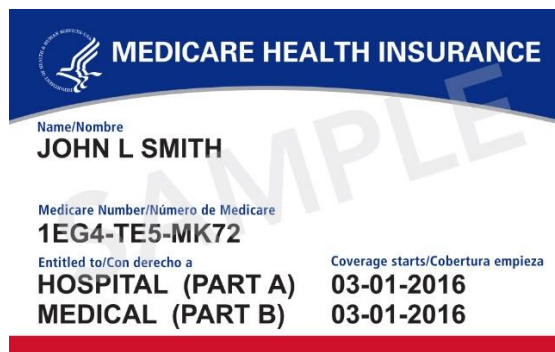 MEDICARE HEALTH INSURANCE
SAMPLE
Name/Nombre
JOHN L SMITH
Medicare Number/Número de Medicare
1EG4-TE5-MK72
Entitled to/Con derecho a
Coverage starts/Cobertura empieza
HOSPITAL (PART A) 03-01-2016
MEDICAL (PART B) 03-01-2016